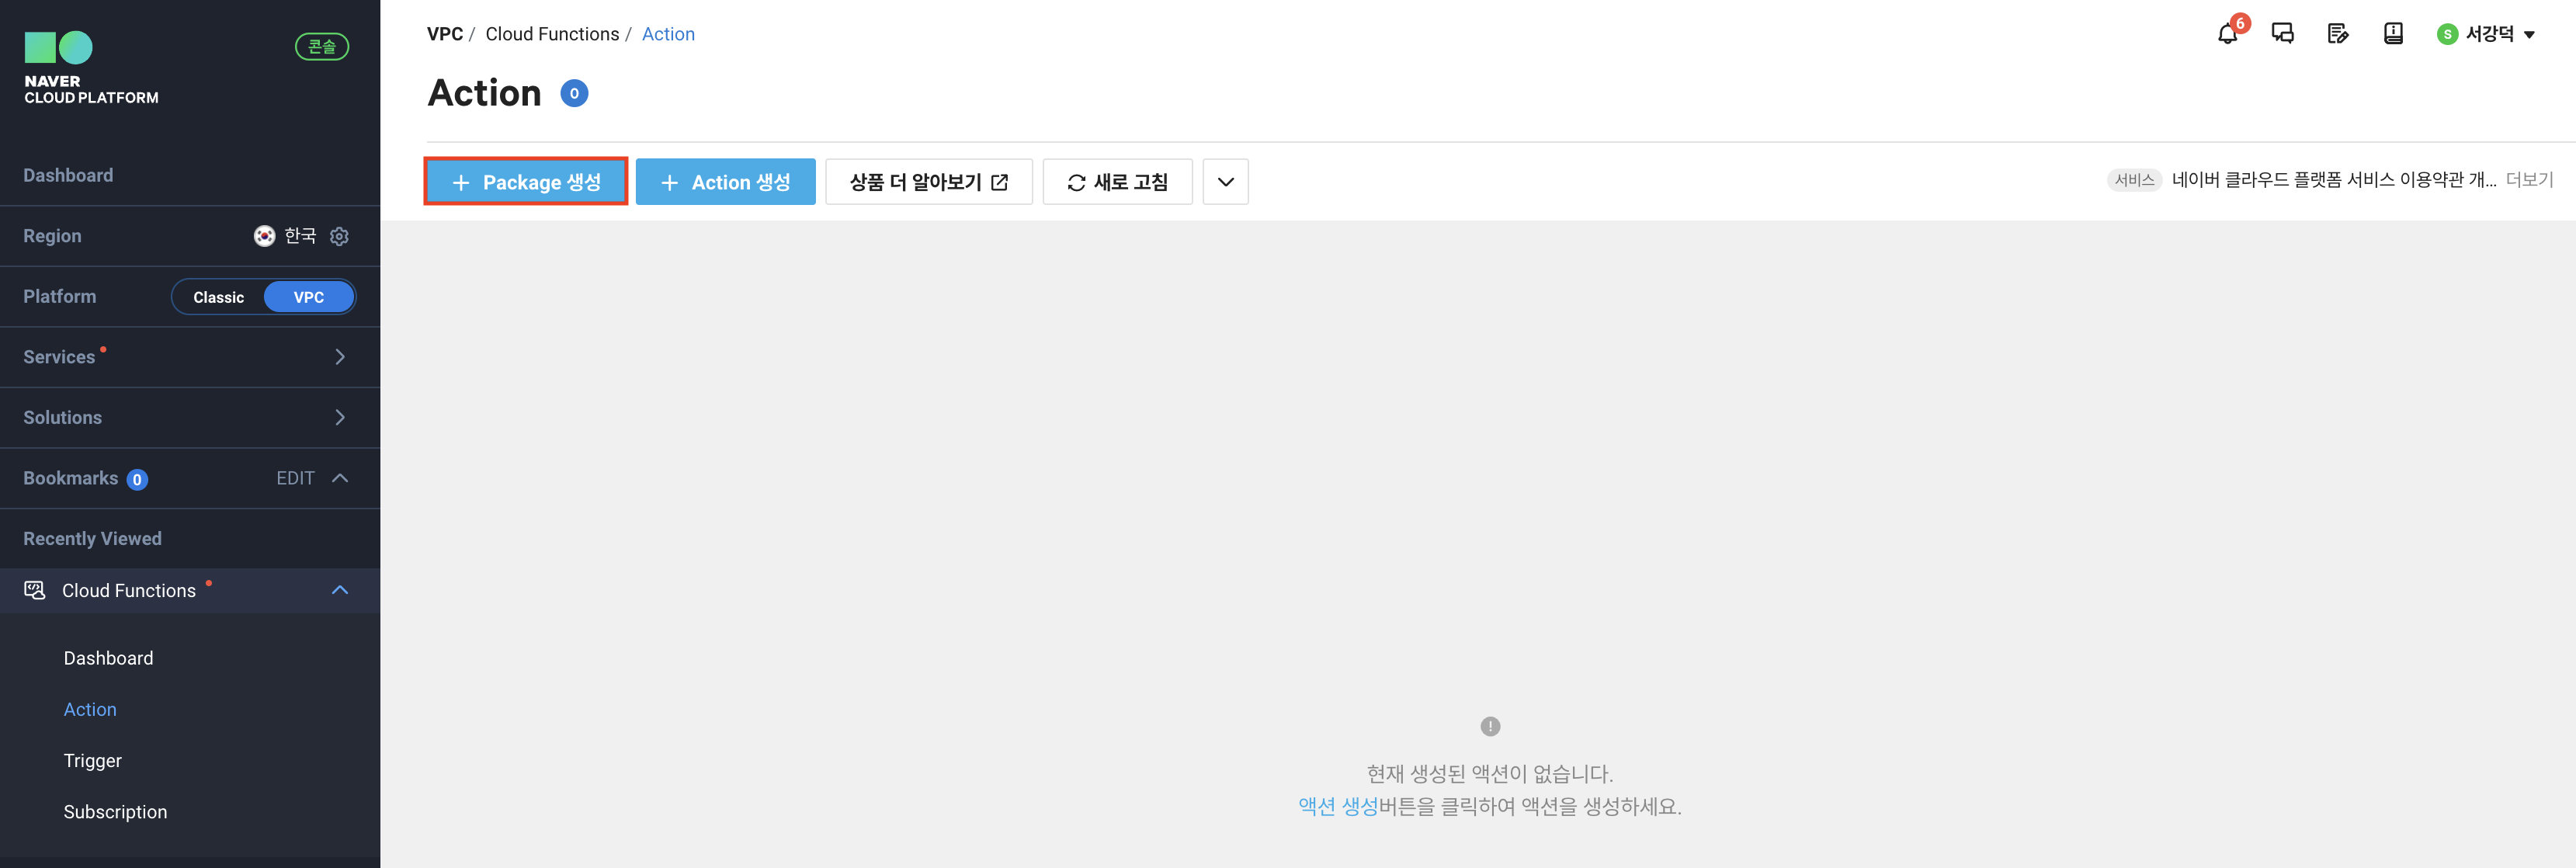 NAVER
CLOUD PLATFORM
콘솔
Dashboard
Region 한국
Platform Classic VPC
Services
Solutions
Bookmarks 0 EDIT
Recently Viewed
Cloud Functions
Dashboard
Action
Trigger
Subscription
VPC / Cloud Functions / Action
6
S 서강덕
Action 0
+ Package 생성
+ Action 생성
상품 더 알아보기
새로 고침
서비스 네이버 클라우드 플랫폼 서비스 이용약관 개... 더보기
현재 생성된 액션이 없습니다.
액션 생성버튼을 클릭하여 액션을 생성하세요.